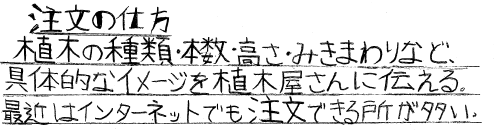 注文の仕方
植木の種類・本数・高さ・みきまわりなど、
具体的なイメージを植木屋さんに伝える。
最近はインターネットでも注文できる所が多い。